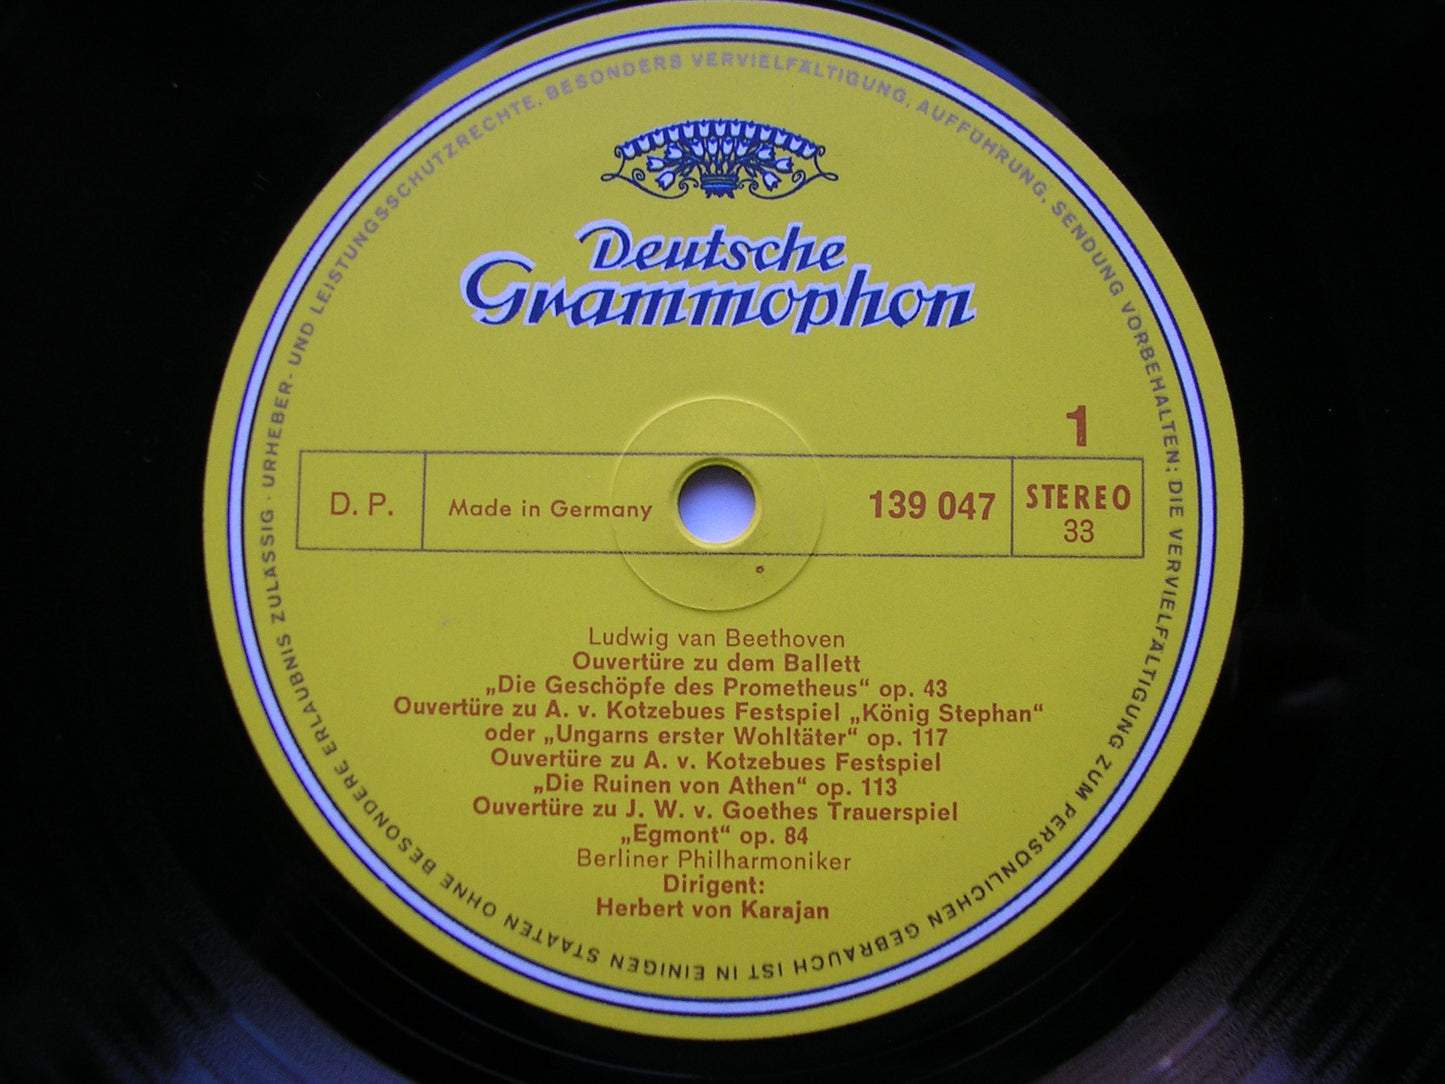 Deutsche
Grammophon
1
D. P.
Made in Germany
139 047
STEREO
33
Ludwig van Beethoven
Ouvertüre zu dem Ballett
„Die Geschöpfe des Prometheus“ op. 43
Ouvertüre zu A. v. Kotzebues Festspiel „König Stephan“
oder „Ungarns erster Wohltäter“ op. 117
Ouvertüre zu A. v. Kotzebues Festspiel
„Die Ruinen von Athen“ op. 113
Ouvertüre zu J. W. v. Goethes Trauerspiel
„Egmont“ op. 84
Berliner Philharmoniker
Dirigent:
Herbert von Karajan
URHEBER- UND LEISTUNGSSCHUTZRECHTE, BESONDERS VERVIELFÄLTIGUNG, AUFFÜHRUNG, SENDUNG VORBEHALTEN; DIE VERVIELFÄLTIGUNG ZUM PERSÖNLICHEN GEBRAUCH IST IN EINIGEN STAATEN OHNE BESONDERE ERLAUBNIS ZULÄSSIG ·